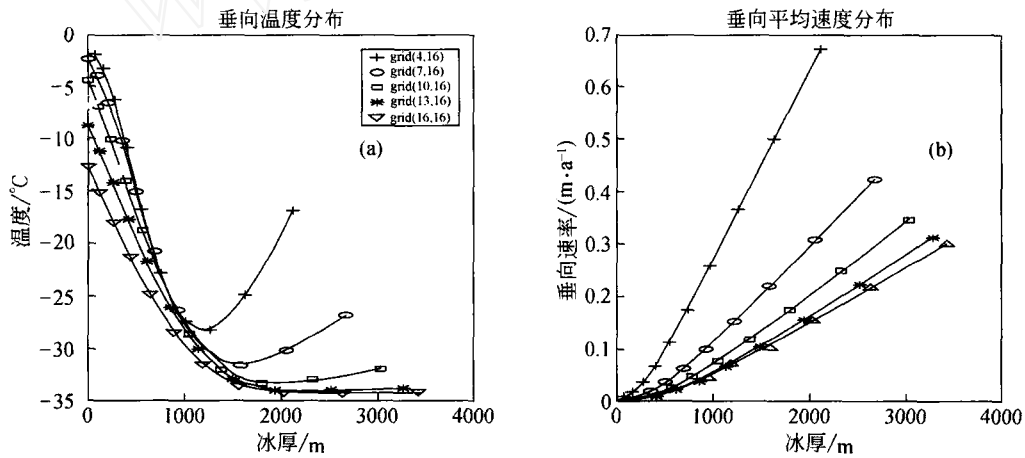 垂向温度分布
0
-5
-10
-15
-20
-25
-30
-35
温度/℃
0
1000
2000
3000
4000
冰厚/m
grid(4,16)
grid(7,16)
grid(10,16)
grid(13,16)
grid(16,16)
(a)
垂向平均速度分布
0.7
0.6
0.5
0.4
0.3
0.2
0.1
0
垂向速率/(m·a⁻¹)
0
1000
2000
3000
4000
冰厚/m
(b)